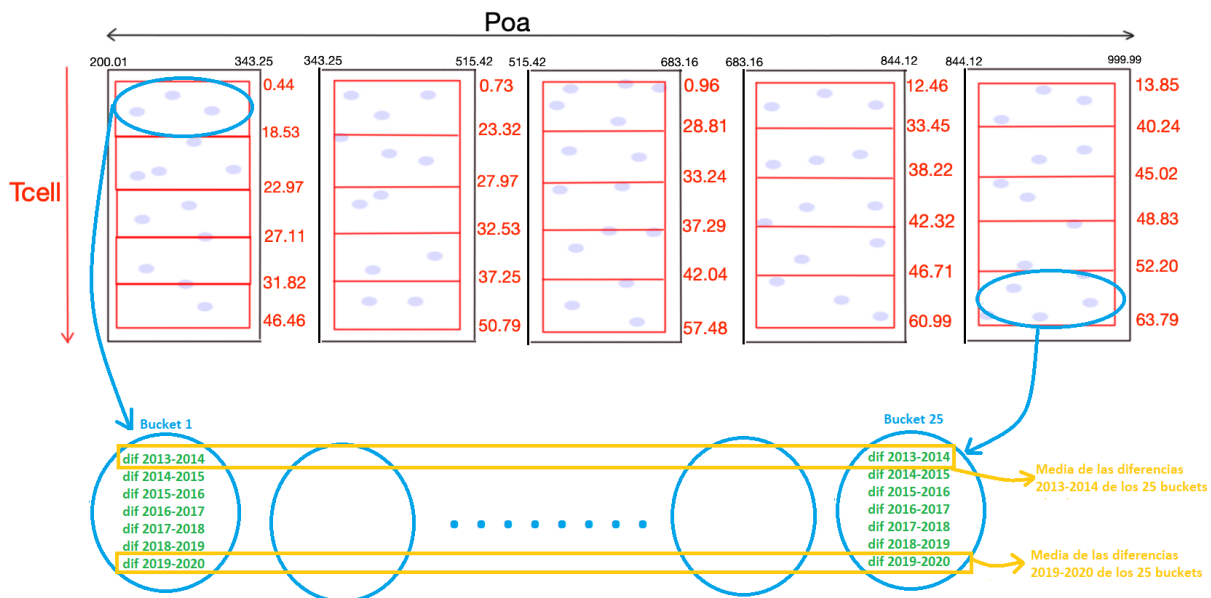 Poa
200.01 343.25 343.25 515.42 515.42 683.16 683.16 844.12 844.12 999.99
Tcell
0.44 0.73 0.96 12.46 13.85
18.53 23.32 28.81 33.45 40.24
22.97 27.97 33.24 38.22 45.02
27.11 32.53 37.29 42.32 48.83
31.82 37.25 42.04 46.71 52.20
46.46 50.79 57.48 60.99 63.79
Bucket 1
dif 2013-2014
dif 2014-2015
dif 2015-2016
dif 2016-2017
dif 2017-2018
dif 2018-2019
dif 2019-2020
Bucket 25
dif 2013-2014
dif 2014-2015
dif 2015-2016
dif 2016-2017
dif 2017-2018
dif 2018-2019
dif 2019-2020
Media de las diferencias
2013-2014 de los 25 buckets
Media de las diferencias
2019-2020 de los 25 buckets